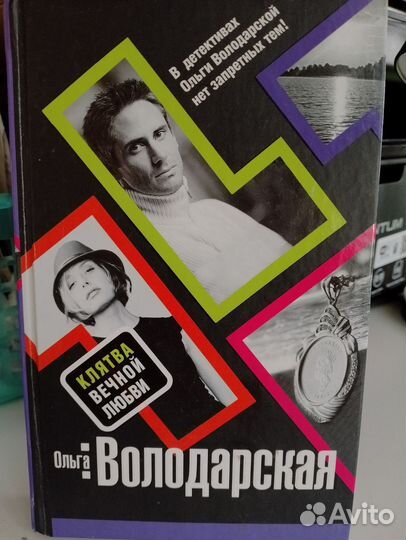 В детективах
Ольги Володарской
нет запретных тем!
КЛЯТВА
ВЕЧНОЙ
ЛЮБВИ
Ольга
Володарская
Avito